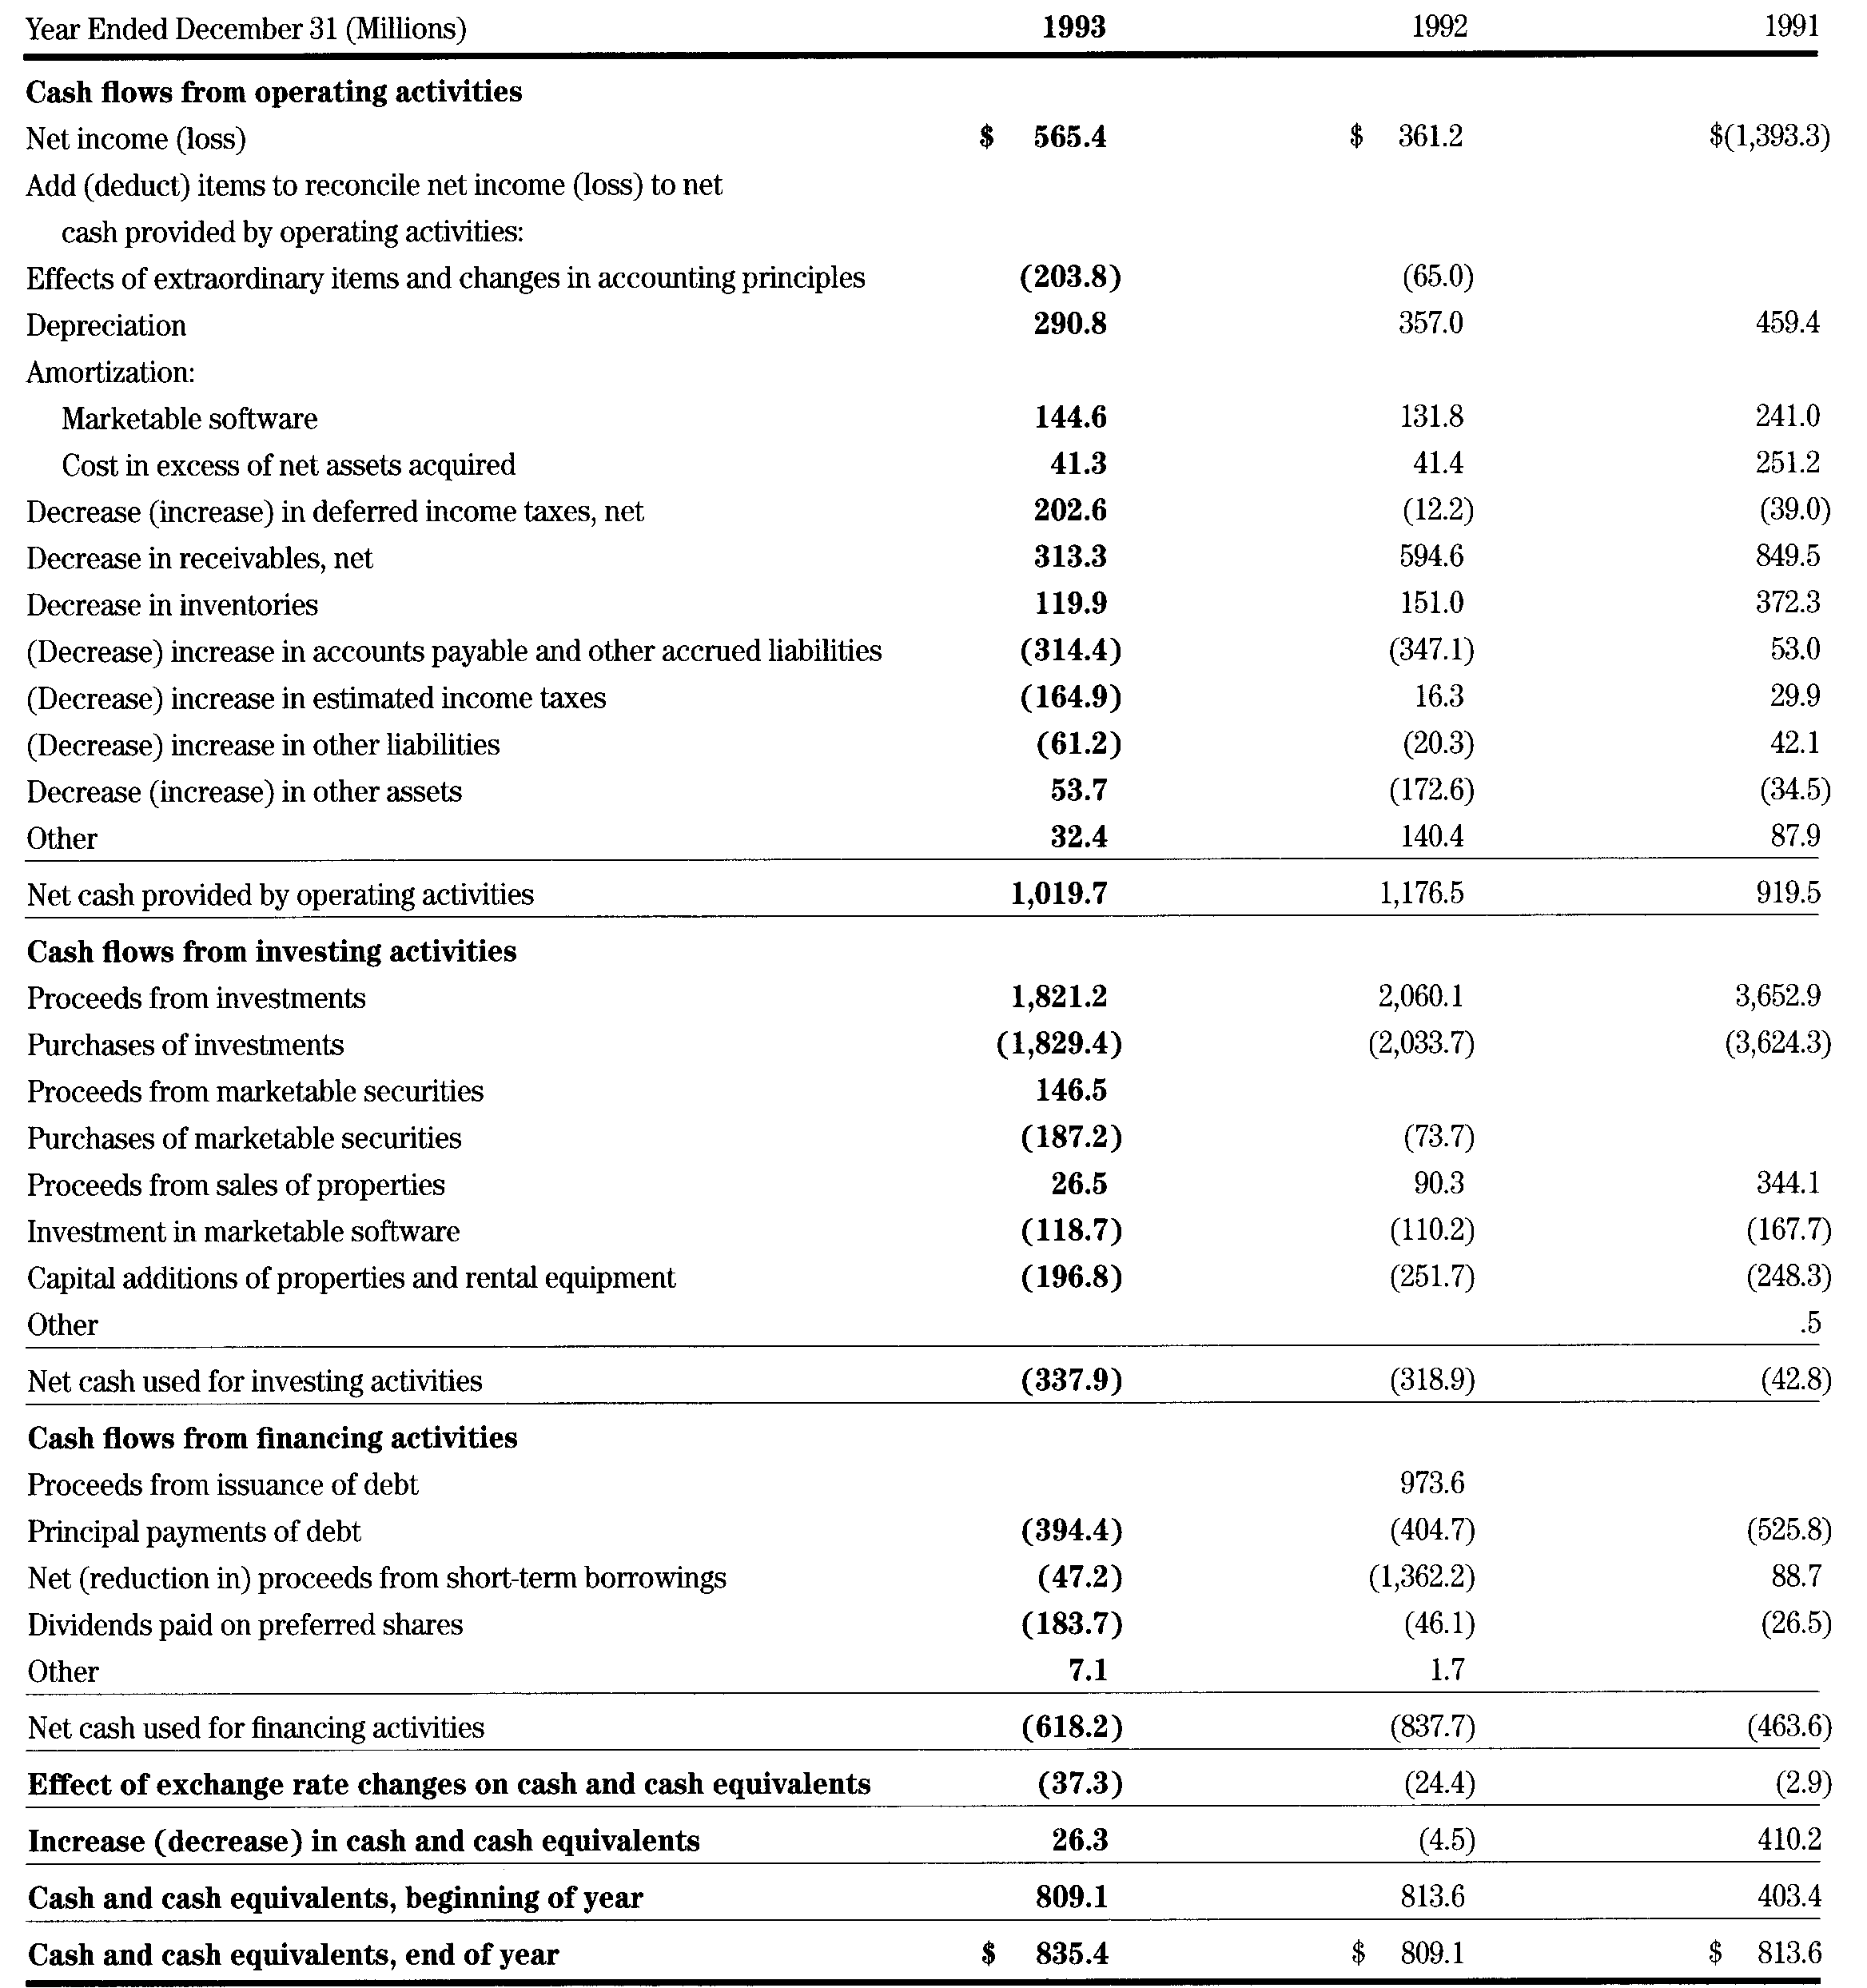 Year Ended December 31 (Millions) 1993 1992 1991
Cash flows from operating activities
Net income (loss) $ 565.4 $ 361.2 $(1,393.3)
Add (deduct) items to reconcile net income (loss) to net
cash provided by operating activities:
Effects of extraordinary items and changes in accounting principles (203.8) (65.0)
Depreciation 290.8 357.0 459.4
Amortization:
Marketable software 144.6 131.8 241.0
Cost in excess of net assets acquired 41.3 41.4 251.2
Decrease (increase) in deferred income taxes, net 202.6 (12.2) (39.0)
Decrease in receivables, net 313.3 594.6 849.5
Decrease in inventories 119.9 151.0 372.3
(Decrease) increase in accounts payable and other accrued liabilities (314.4) (347.1) 53.0
(Decrease) increase in estimated income taxes (164.9) 16.3 29.9
(Decrease) increase in other liabilities (61.2) (20.3) 42.1
Decrease (increase) in other assets 53.7 (172.6) (34.5)
Other 32.4 140.4 87.9
Net cash provided by operating activities 1,019.7 1,176.5 919.5
Cash flows from investing activities
Proceeds from investments 1,821.2 2,060.1 3,652.9
Purchases of investments (1,829.4) (2,033.7) (3,624.3)
Proceeds from marketable securities 146.5
Purchases of marketable securities (187.2) (73.7)
Proceeds from sales of properties 26.5 90.3 344.1
Investment in marketable software (118.7) (110.2) (167.7)
Capital additions of properties and rental equipment (196.8) (251.7) (248.3)
Other .5
Net cash used for investing activities (337.9) (318.9) (42.8)
Cash flows from financing activities
Proceeds from issuance of debt 973.6
Principal payments of debt (394.4) (404.7) (525.8)
Net (reduction in) proceeds from short-term borrowings (47.2) (1,362.2) 88.7
Dividends paid on preferred shares (183.7) (46.1) (26.5)
Other 7.1 1.7
Net cash used for financing activities (618.2) (837.7) (463.6)
Effect of exchange rate changes on cash and cash equivalents (37.3) (24.4) (2.9)
Increase (decrease) in cash and cash equivalents 26.3 (4.5) 410.2
Cash and cash equivalents, beginning of year 809.1 813.6 403.4
Cash and cash equivalents, end of year $ 835.4 $ 809.1 $ 813.6